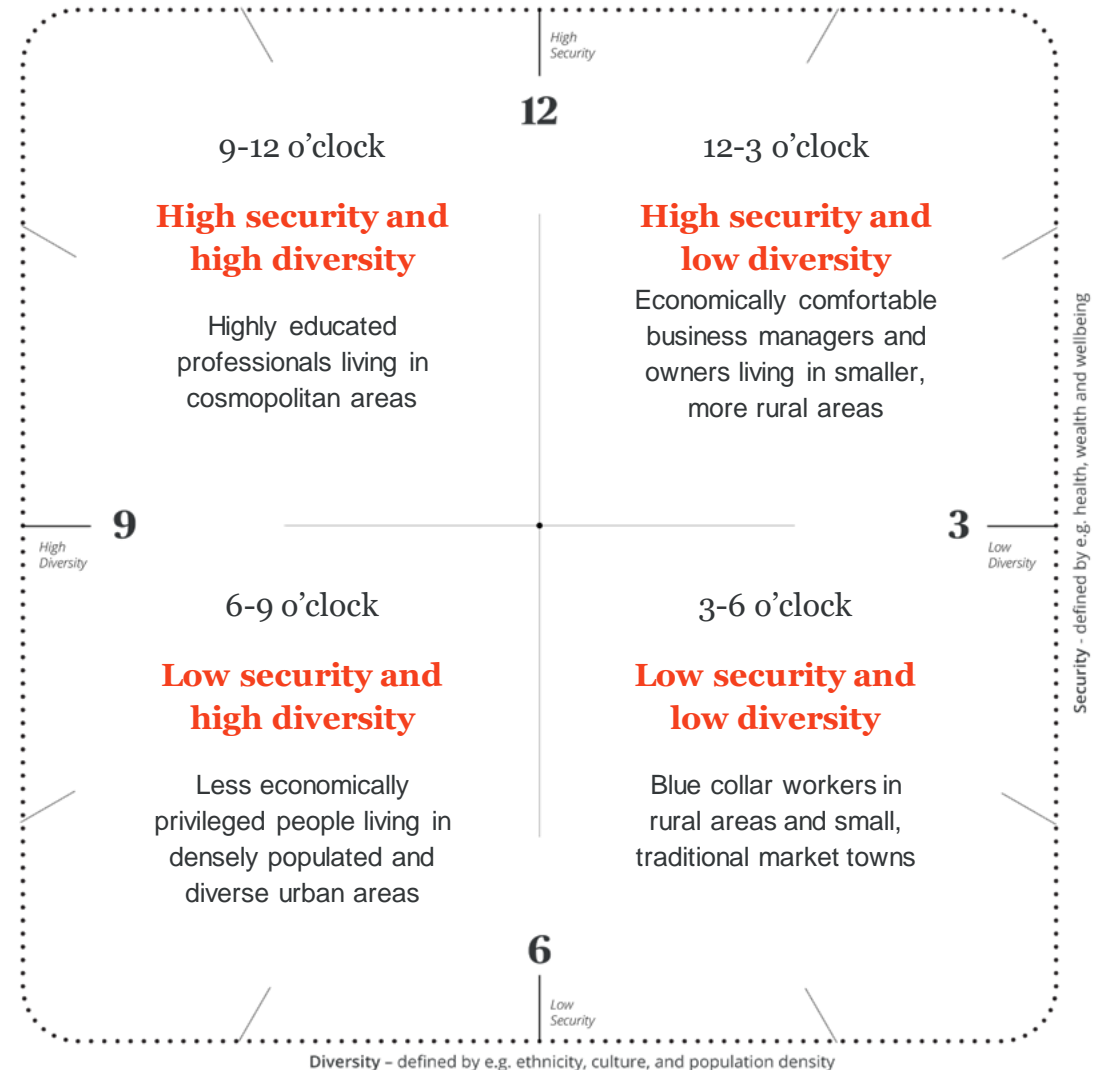 High
Security
12
9-12 o’clock
High security and
high diversity
Highly educated
professionals living in
cosmopolitan areas
12-3 o’clock
High security and
low diversity
Economically comfortable
business managers and
owners living in smaller,
more rural areas
9
High
Diversity
3
Low
Diversity
6-9 o’clock
Low security and
high diversity
Less economically
privileged people living in
densely populated and
diverse urban areas
3-6 o’clock
Low security and
low diversity
Blue collar workers in
rural areas and small,
traditional market towns
6
Low
Security
Security - defined by e.g. health, wealth and wellbeing
Diversity – defined by e.g. ethnicity, culture, and population density